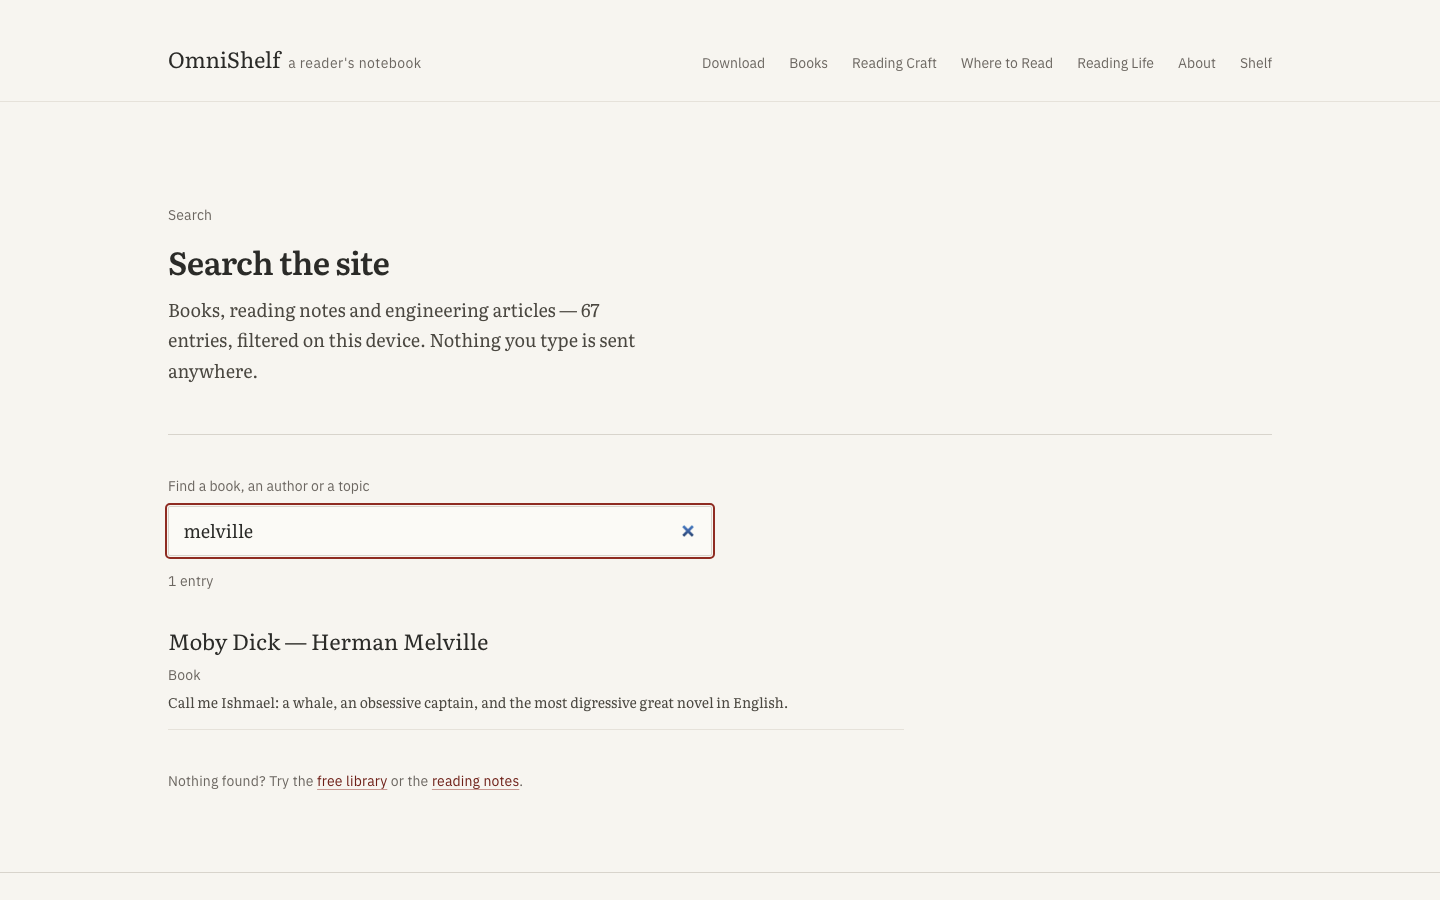 OmniShelf a reader's notebook
Download Books Reading Craft Where to Read Reading Life About Shelf
Search
Search the site
Books, reading notes and engineering articles — 67
entries, filtered on this device. Nothing you type is sent
anywhere.
Find a book, an author or a topic
melville
1 entry
Moby Dick — Herman Melville
Book
Call me Ishmael: a whale, an obsessive captain, and the most digressive great novel in English.
Nothing found? Try the free library or the reading notes.